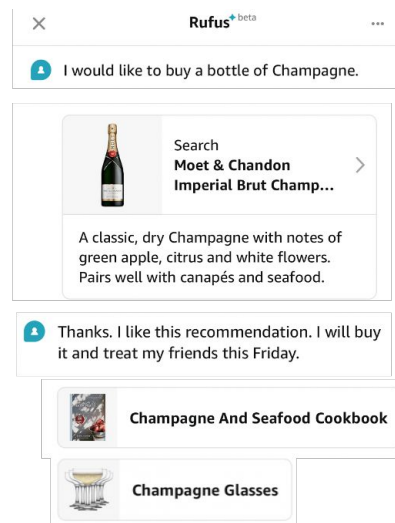 Rufus beta
I would like to buy a bottle of Champagne.
Search
Moet & Chandon
Imperial Brut Champ...
A classic, dry Champagne with notes of
green apple, citrus and white flowers.
Pairs well with canapés and seafood.
Thanks. I like this recommendation. I will buy
it and treat my friends this Friday.
Champagne And Seafood Cookbook
Champagne Glasses